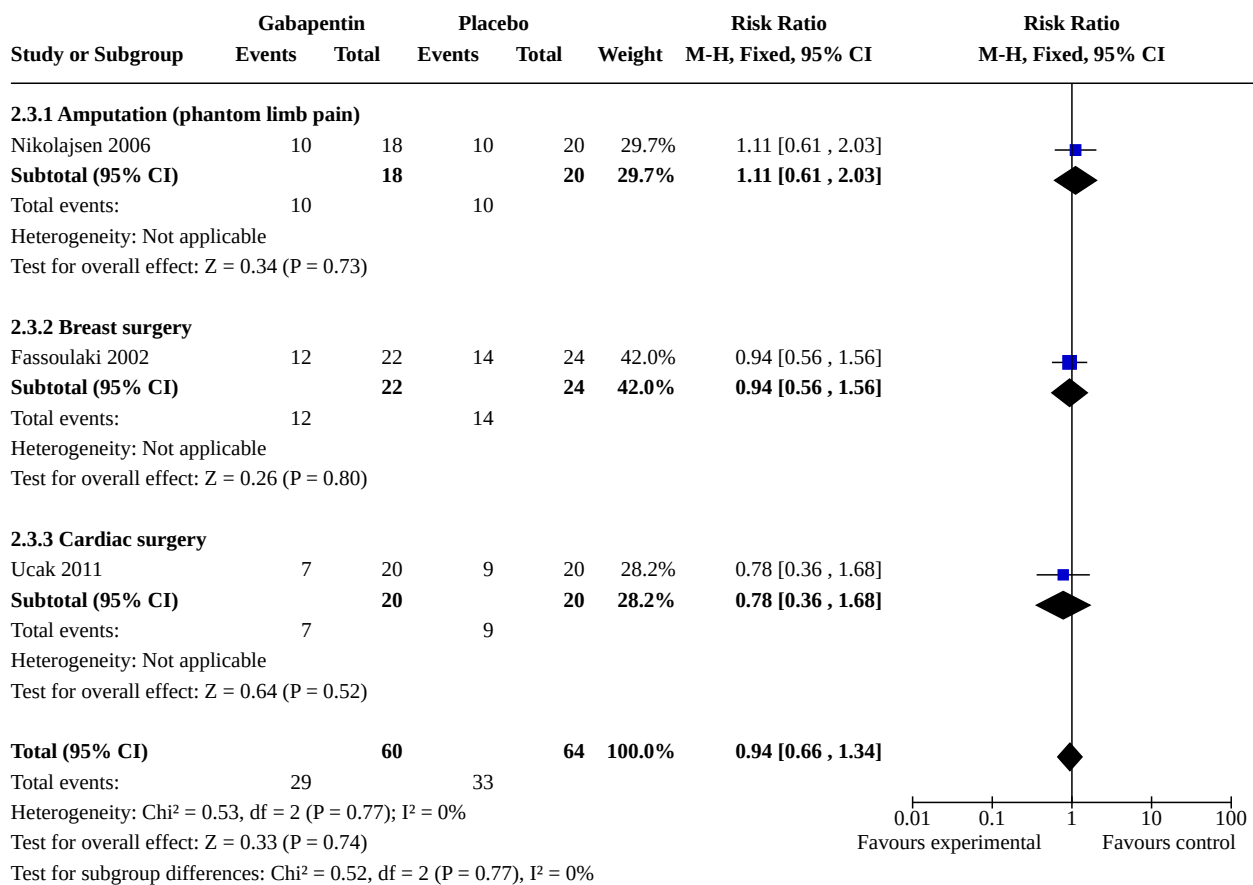 Gabapentin Placebo Risk Ratio Risk Ratio
Study or Subgroup Events Total Events Total Weight M-H, Fixed, 95% CI M-H, Fixed, 95% CI
2.3.1 Amputation (phantom limb pain)
Nikolajsen 2006 10 18 10 20 29.7% 1.11 [0.61 , 2.03]
Subtotal (95% CI) 18 20 29.7% 1.11 [0.61 , 2.03]
Total events: 10 10
Heterogeneity: Not applicable
Test for overall effect: Z = 0.34 (P = 0.73)
2.3.2 Breast surgery
Fassoulaki 2002 12 22 14 24 42.0% 0.94 [0.56 , 1.56]
Subtotal (95% CI) 22 24 42.0% 0.94 [0.56 , 1.56]
Total events: 12 14
Heterogeneity: Not applicable
Test for overall effect: Z = 0.26 (P = 0.80)
2.3.3 Cardiac surgery
Ucak 2011 7 20 9 20 28.2% 0.78 [0.36 , 1.68]
Subtotal (95% CI) 20 20 28.2% 0.78 [0.36 , 1.68]
Total events: 7 9
Heterogeneity: Not applicable
Test for overall effect: Z = 0.64 (P = 0.52)
Total (95% CI) 60 64 100.0% 0.94 [0.66 , 1.34]
Total events: 29 33
Heterogeneity: Chi² = 0.53, df = 2 (P = 0.77); I² = 0%
0.01 0.1 1 10 100
Test for overall effect: Z = 0.33 (P = 0.74)
Favours experimental Favours control
Test for subgroup differences: Chi² = 0.52, df = 2 (P = 0.77), I² = 0%